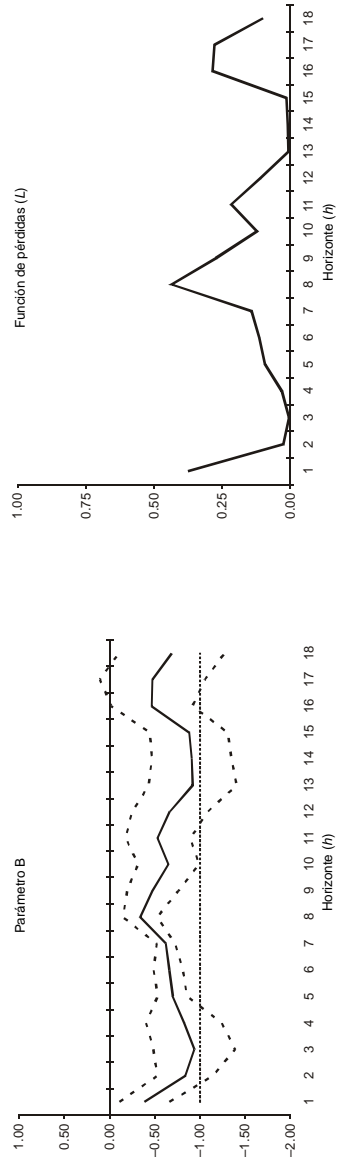 Parámetro B
1.00
0.50
0.00
–0.50
–1.00
–1.50
–2.00
1 2 3 4 5 6 7 8 9 10 11 12 13 14 15 16 17 18
Horizonte (h)
Función de pérdidas (L)
1.00
0.75
0.50
0.25
0.00
1 2 3 4 5 6 7 8 9 10 11 12 13 14 15 16 17 18
Horizonte (h)